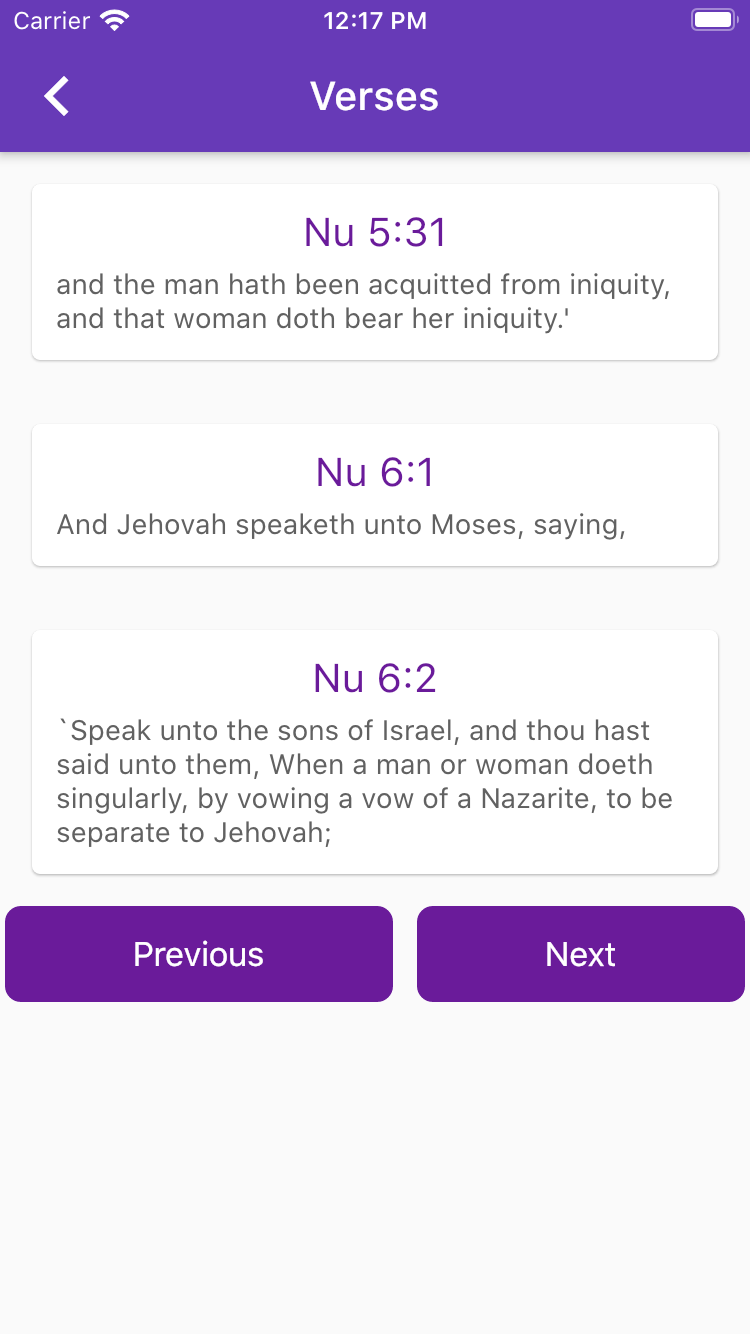 Carrier 12:17 PM
Verses
Nu 5:31
and the man hath been acquitted from iniquity,
and that woman doth bear her iniquity.'
Nu 6:1
And Jehovah speaketh unto Moses, saying,
Nu 6:2
`Speak unto the sons of Israel, and thou hast
said unto them, When a man or woman doeth
singularly, by vowing a vow of a Nazarite, to be
separate to Jehovah;
Previous Next